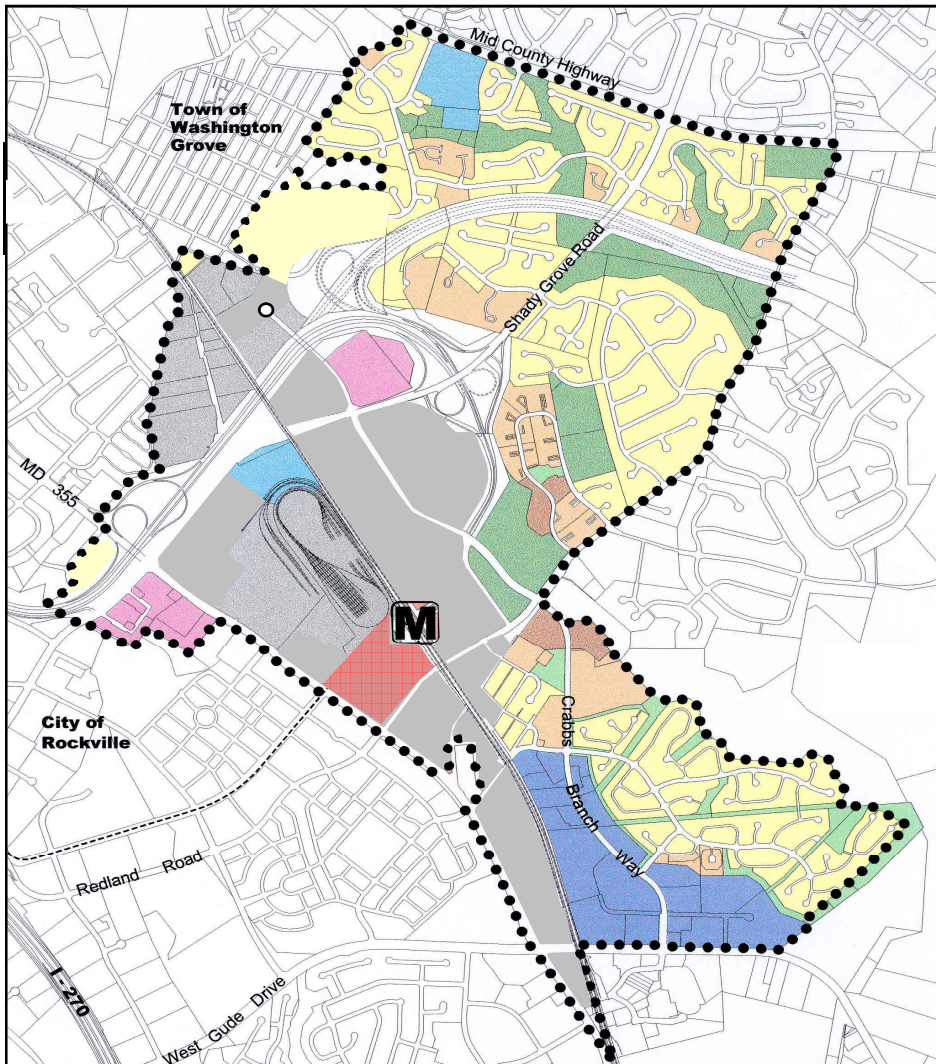 Mid County Highway
Town of
Washington
Grove
Shady Grove Road
MD 355
M
City of
Rockville
Crabbs
Branch
Way
Redland Road
I - 270
West Gude Drive